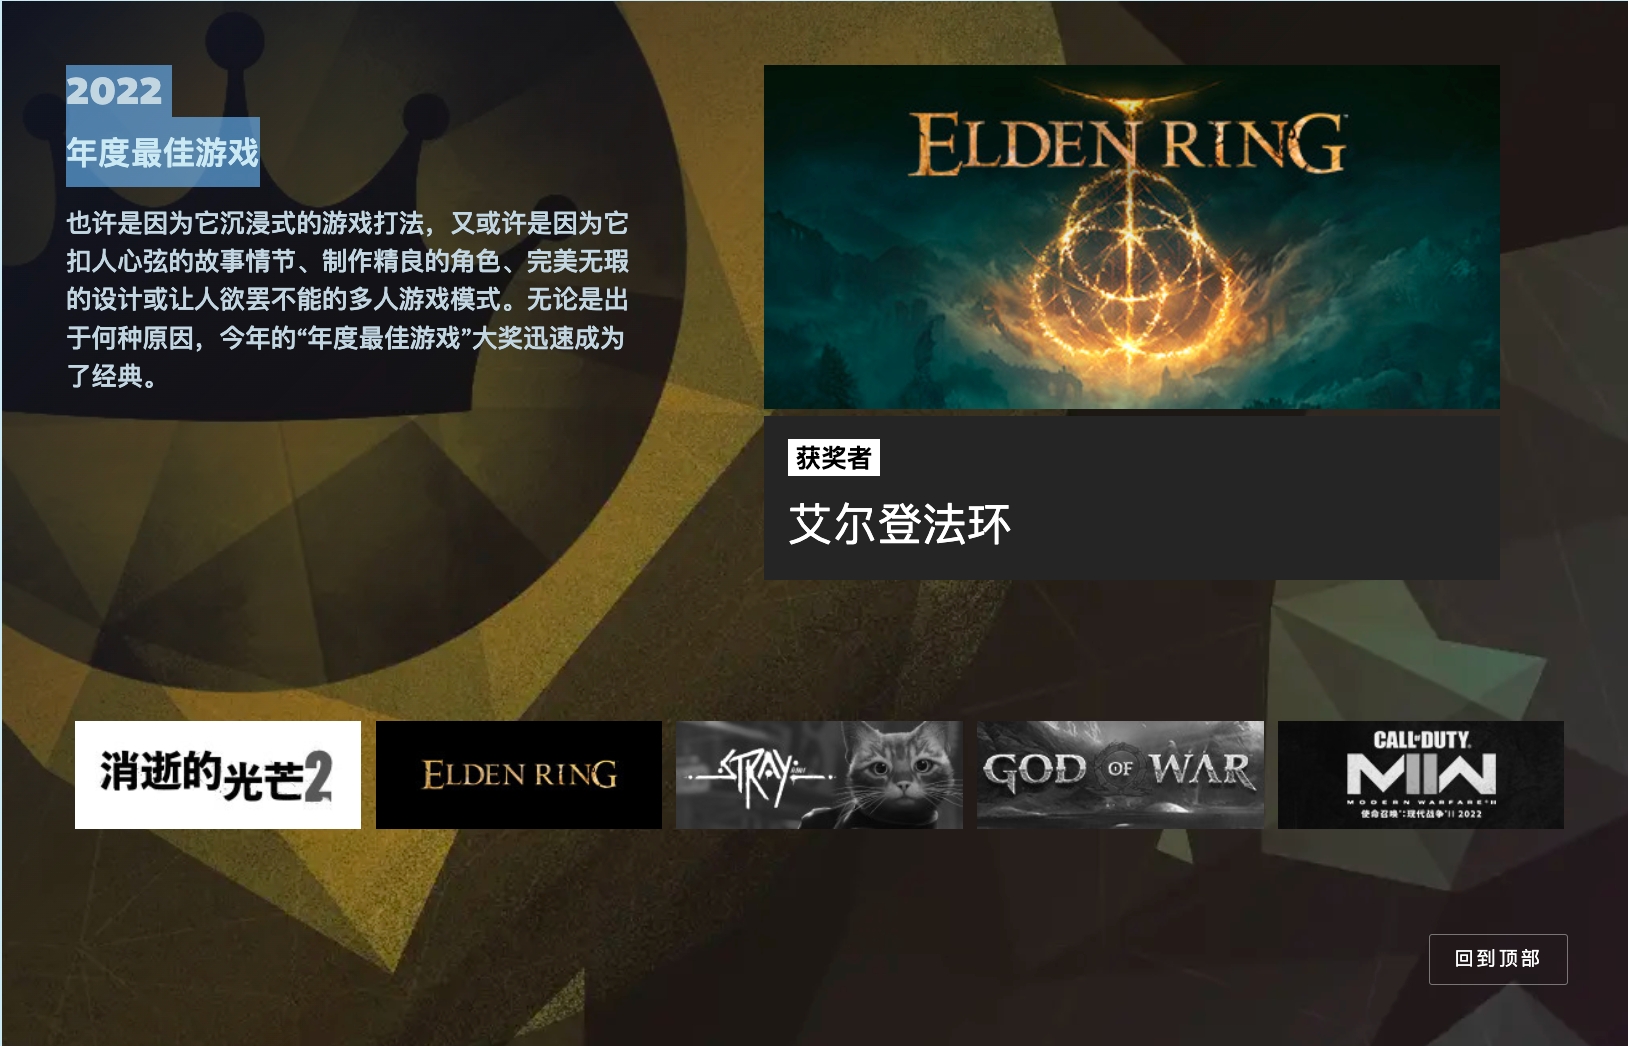 2022
年度最佳游戏
也许是因为它沉浸式的游戏打法，又或许是因为它
扣人心弦的故事情节、制作精良的角色、完美无瑕
的设计或让人欲罢不能的多人游戏模式。无论是出
于何种原因，今年的“年度最佳游戏”大奖迅速成为
了经典。
ELDEN RING
获奖者
艾尔登法环
消逝的光芒2
ELDEN RING
STRAY
GOD OF WAR
CALL OF DUTY
MWII
MODERN WARFARE II
使命召唤：现代战争 II 2022
回到顶部